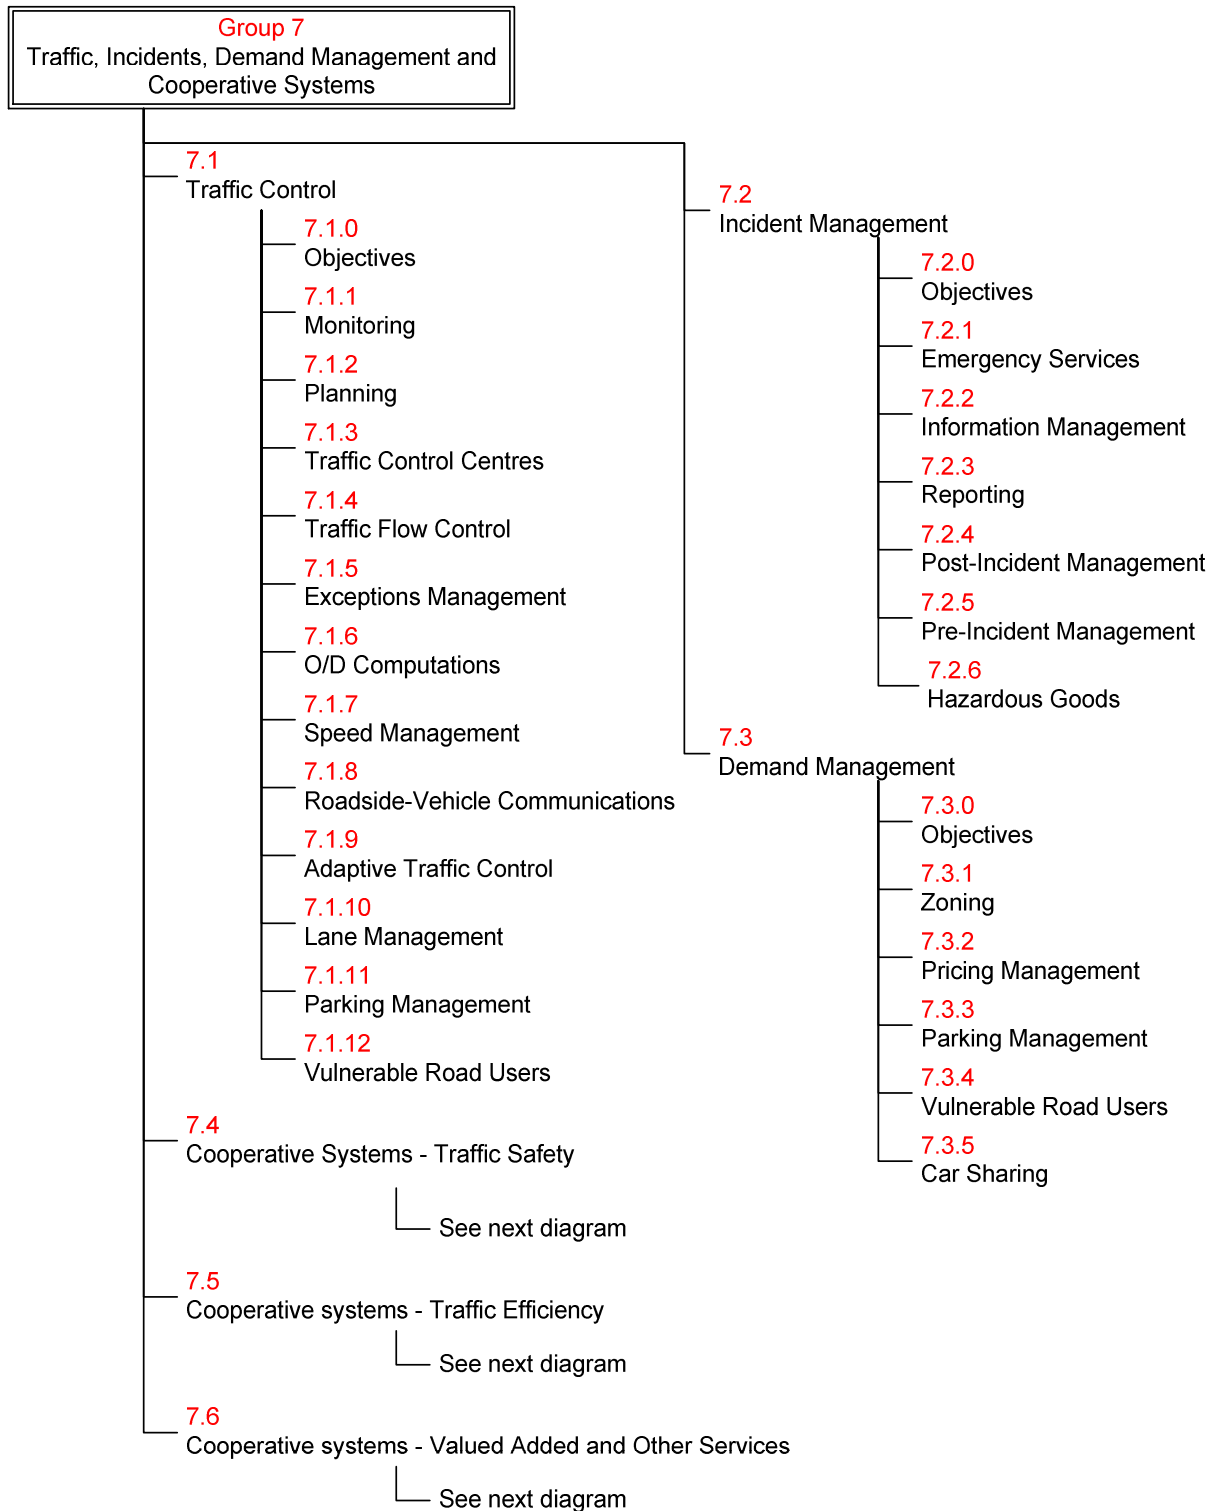 Group 7
Traffic, Incidents, Demand Management and
Cooperative Systems
7.1
Traffic Control
7.1.0
Objectives
7.1.1
Monitoring
7.1.2
Planning
7.1.3
Traffic Control Centres
7.1.4
Traffic Flow Control
7.1.5
Exceptions Management
7.1.6
O/D Computations
7.1.7
Speed Management
7.1.8
Roadside-Vehicle Communications
7.1.9
Adaptive Traffic Control
7.1.10
Lane Management
7.1.11
Parking Management
7.1.12
Vulnerable Road Users
7.2
Incident Management
7.2.0
Objectives
7.2.1
Emergency Services
7.2.2
Information Management
7.2.3
Reporting
7.2.4
Post-Incident Management
7.2.5
Pre-Incident Management
7.2.6
Hazardous Goods
7.3
Demand Management
7.3.0
Objectives
7.3.1
Zoning
7.3.2
Pricing Management
7.3.3
Parking Management
7.3.4
Vulnerable Road Users
7.3.5
Car Sharing
7.4
Cooperative Systems - Traffic Safety
See next diagram
7.5
Cooperative systems - Traffic Efficiency
See next diagram
7.6
Cooperative systems - Valued Added and Other Services
See next diagram